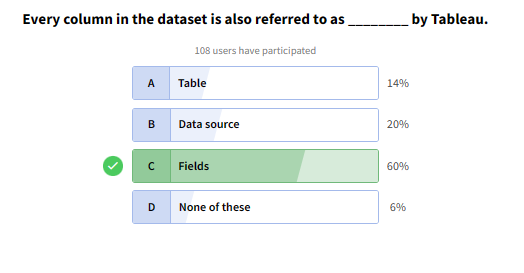 Every column in the dataset is also referred to as ________ by Tableau.
108 users have participated
A Table 14%
B Data source 20%
C Fields 60%
D None of these 6%